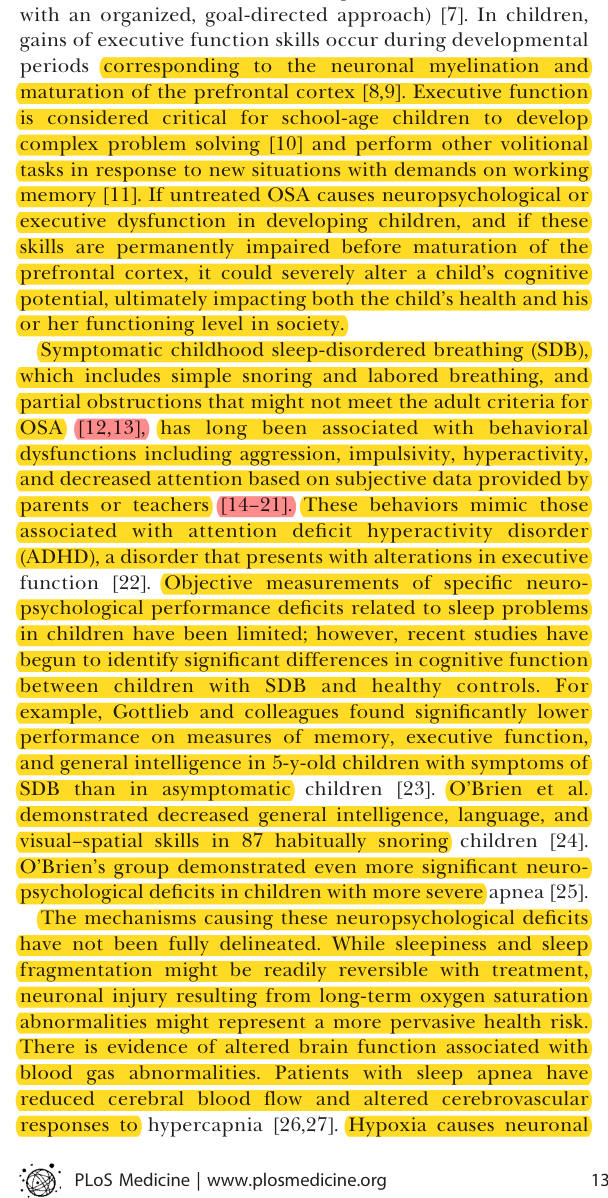 with an organized, goal-directed approach) [7]. In children,
gains of executive function skills occur during developmental
periods corresponding to the neuronal myelination and
maturation of the prefrontal cortex [8,9]. Executive function
is considered critical for school-age children to develop
complex problem solving [10] and perform other volitional
tasks in response to new situations with demands on working
memory [11]. If untreated OSA causes neuropsychological or
executive dysfunction in developing children, and if these
skills are permanently impaired before maturation of the
prefrontal cortex, it could severely alter a child's cognitive
potential, ultimately impacting both the child's health and his
or her functioning level in society.
Symptomatic childhood sleep-disordered breathing (SDB),
which includes simple snoring and labored breathing, and
partial obstructions that might not meet the adult criteria for
OSA [12,13], has long been associated with behavioral
dysfunctions including aggression, impulsivity, hyperactivity,
and decreased attention based on subjective data provided by
parents or teachers [14–21]. These behaviors mimic those
associated with attention deficit hyperactivity disorder
(ADHD), a disorder that presents with alterations in executive
function [22]. Objective measurements of specific neuro-
psychological performance deficits related to sleep problems
in children have been limited; however, recent studies have
begun to identify significant differences in cognitive function
between children with SDB and healthy controls. For
example, Gottlieb and colleagues found significantly lower
performance on measures of memory, executive function,
and general intelligence in 5-y-old children with symptoms of
SDB than in asymptomatic children [23]. O'Brien et al.
demonstrated decreased general intelligence, language, and
visual–spatial skills in 87 habitually snoring children [24].
O'Brien's group demonstrated even more significant neuro-
psychological deficits in children with more severe apnea [25].
The mechanisms causing these neuropsychological deficits
have not been fully delineated. While sleepiness and sleep
fragmentation might be readily reversible with treatment,
neuronal injury resulting from long-term oxygen saturation
abnormalities might represent a more pervasive health risk.
There is evidence of altered brain function associated with
blood gas abnormalities. Patients with sleep apnea have
reduced cerebral blood flow and altered cerebrovascular
responses to hypercapnia [26,27]. Hypoxia causes neuronal
PLoS Medicine | www.plosmedicine.org 13